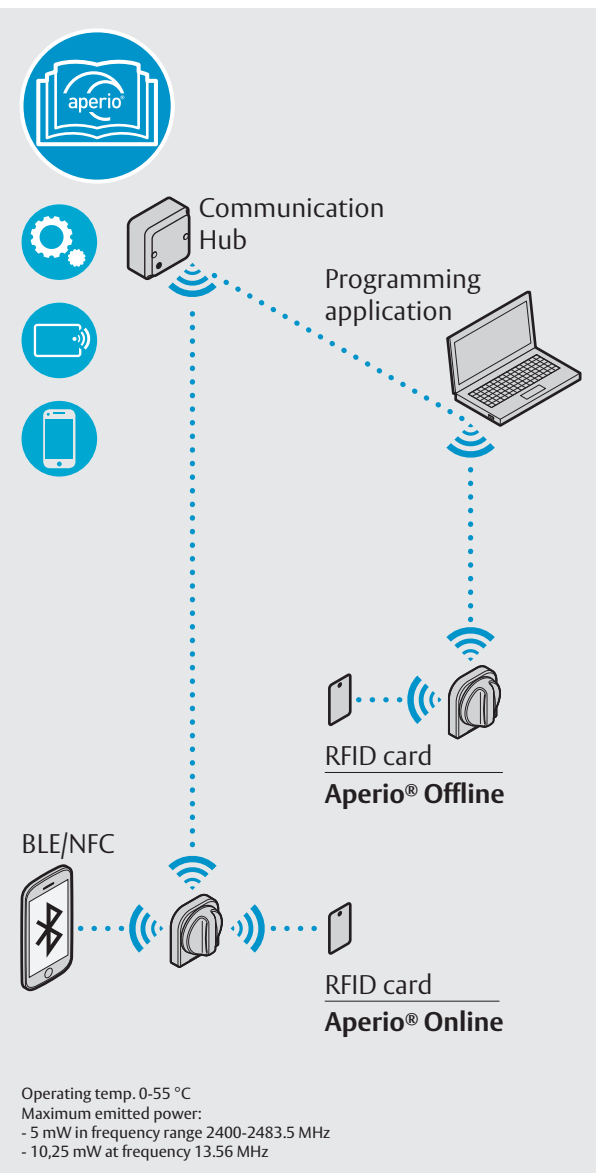 aperio®
Communication
Hub
Programming
application
RFID card
Aperio® Offline
BLE/NFC
RFID card
Aperio® Online
Operating temp. 0-55 °C
Maximum emitted power:
- 5 mW in frequency range 2400-2483.5 MHz
- 10,25 mW at frequency 13.56 MHz